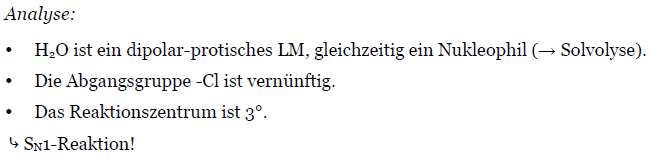 Analyse:
• H₂O ist ein dipolar-protisches LM, gleichzeitig ein Nukleophil (→ Solvolyse).
• Die Abgangsgruppe -Cl ist vernünftig.
• Das Reaktionszentrum ist 3°.
↳ SN1-Reaktion!